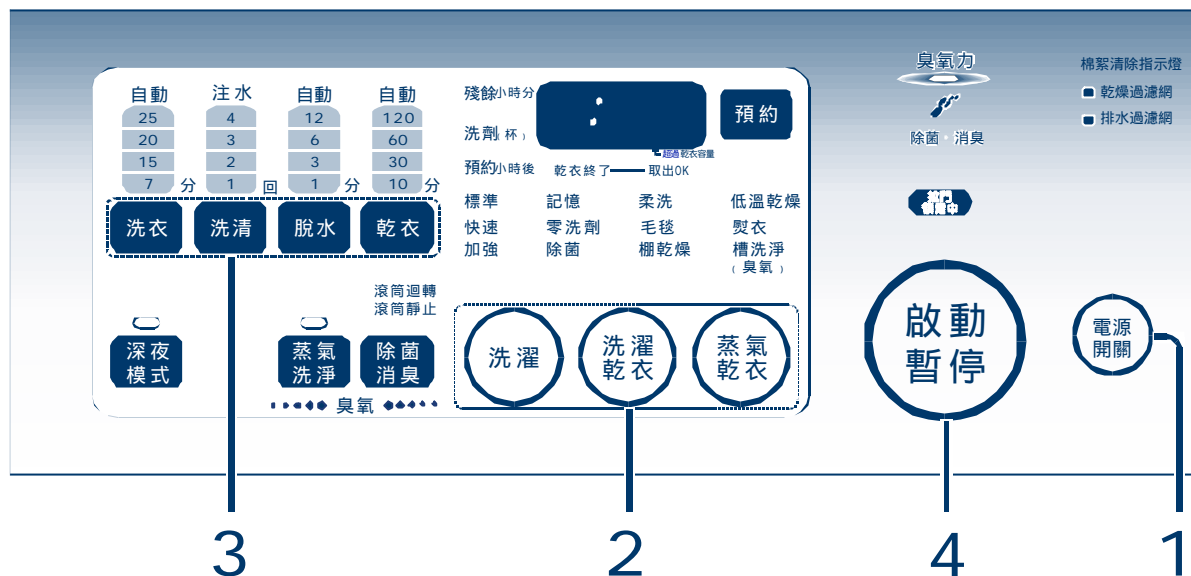 臭氧力
除菌・消臭
棉絮清除指示燈
乾燥過濾網
排水過濾網
自動 注水 自動 自動
25 4 12 120
20 3 6 60
15 2 3 30
7 分 1 回 1 分 10 分
洗衣 洗清 脫水 乾衣
殘餘小時分
洗劑(杯)
預約小時後
預約
超過乾衣容量
乾衣終了 取出OK
標準 記憶 柔洗 低溫乾燥
快速 零洗劑 毛毯 熨衣
加強 除菌 棚乾燥 槽洗淨
(臭氧)
滾筒迴轉
滾筒靜止
深夜
模式
蒸氣
洗淨
除菌
消臭
臭氧
洗濯
洗濯
乾衣
蒸氣
乾衣
啟動
暫停
電源
開關
3 2 4 1